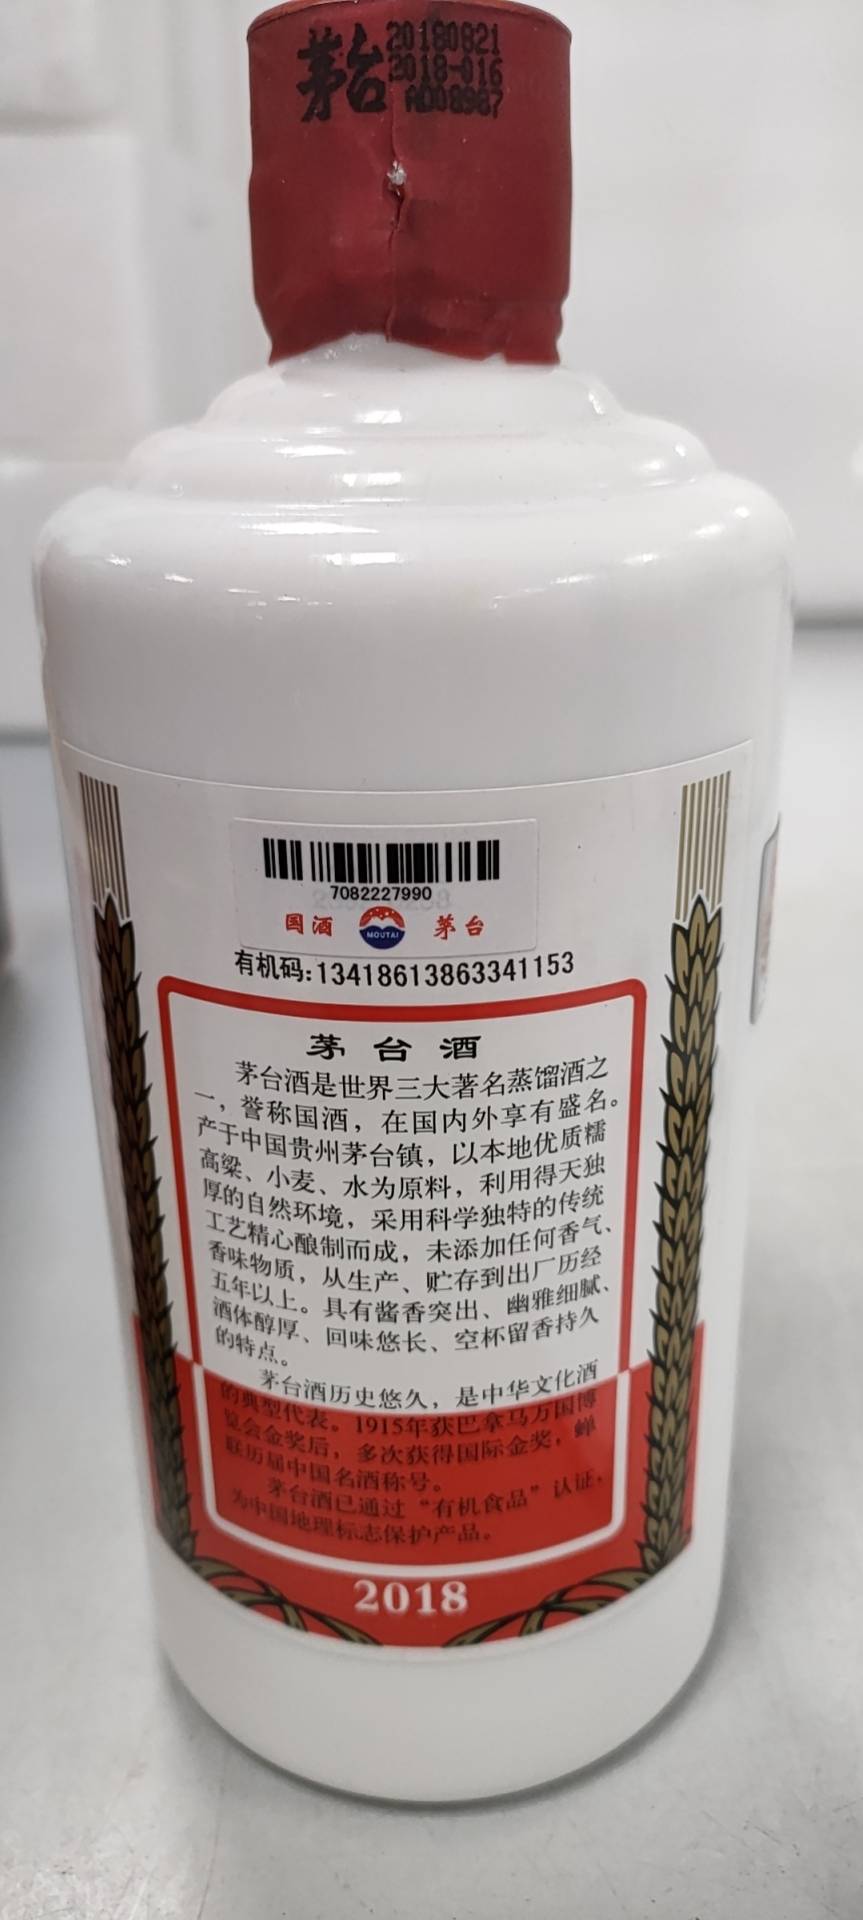 茅台
20180821
2018-016
AD08967
7082227990
国酒 MOUTAI 茅台
有机码:13418613863341153
茅台酒
茅台酒是世界三大著名蒸馏酒之
一，誉称国酒，在国内外享有盛名。
产于中国贵州茅台镇，以本地优质糯
高粱、小麦、水为原料，利用得天独
厚的自然环境，采用科学独特的传统
工艺精心酿制而成，未添加任何香气、
香味物质，从生产、贮存到出厂历经
五年以上。具有酱香突出、幽雅细腻、
酒体醇厚、回味悠长、空杯留香持久
的特点。
茅台酒历史悠久，是中华文化酒
的典型代表。1915年获巴拿马万国博
览会金奖后，多次获得国际金奖，蝉
联历届中国名酒称号。
茅台酒已通过“有机食品”认证，
为中国地理标志保护产品。
2018